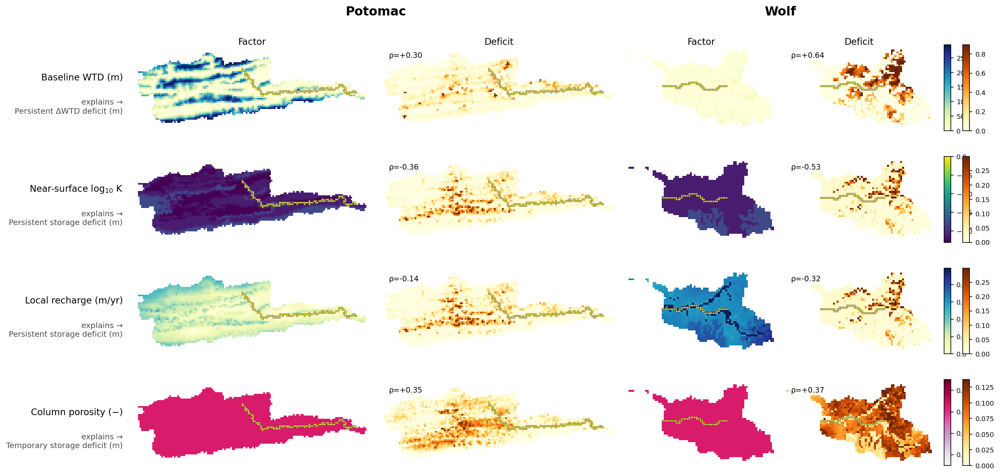 Potomac
Wolf
Factor
Deficit
Factor
Deficit
Baseline WTD (m)
explains →
Persistent ΔWTD deficit (m)
ρ=+0.30
ρ=+0.64
0
0.8
0.6
0.4
0.2
0.0
Near-surface log₁₀ K
explains →
Persistent storage deficit (m)
ρ=-0.36
ρ=-0.53
0.25
0.20
0.15
0.10
0.05
0.00
Local recharge (m/yr)
explains →
Persistent storage deficit (m)
ρ=-0.14
ρ=-0.32
0.25
0.20
0.15
0.10
0.05
0.00
Column porosity (−)
explains →
Temporary storage deficit (m)
ρ=+0.35
ρ=+0.37
0.125
0.100
0.075
0.050
0.025
0.000